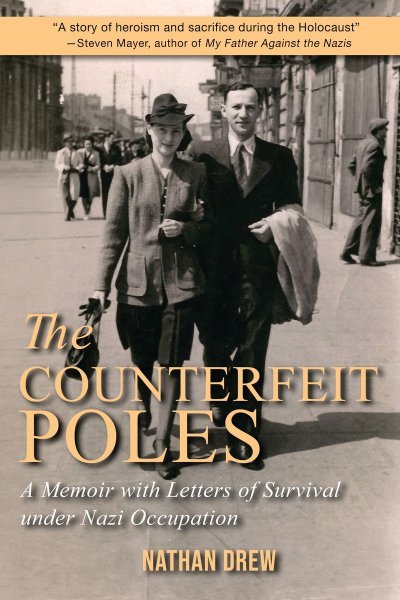 “A story of heroism and sacrifice during the Holocaust”
—Steven Mayer, author of My Father Against the Nazis
The
COUNTERFEIT
POLES
A Memoir with Letters of Survival
under Nazi Occupation
NATHAN DREW